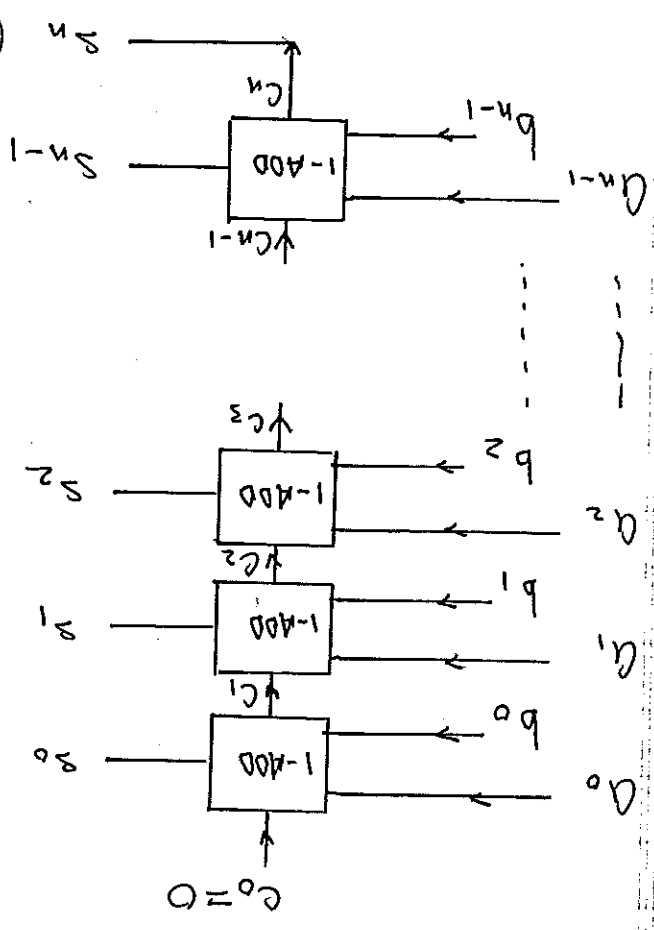 C₀=0
a₀
1-ADD S₀
b₀
C₁
a₁
1-ADD S₁
b₁
C₂
a₂
1-ADD S₂
b₂
C₃
Cₙ₋₁
aₙ₋₁
1-ADD Sₙ₋₁
bₙ₋₁
Cₙ
Sₙ